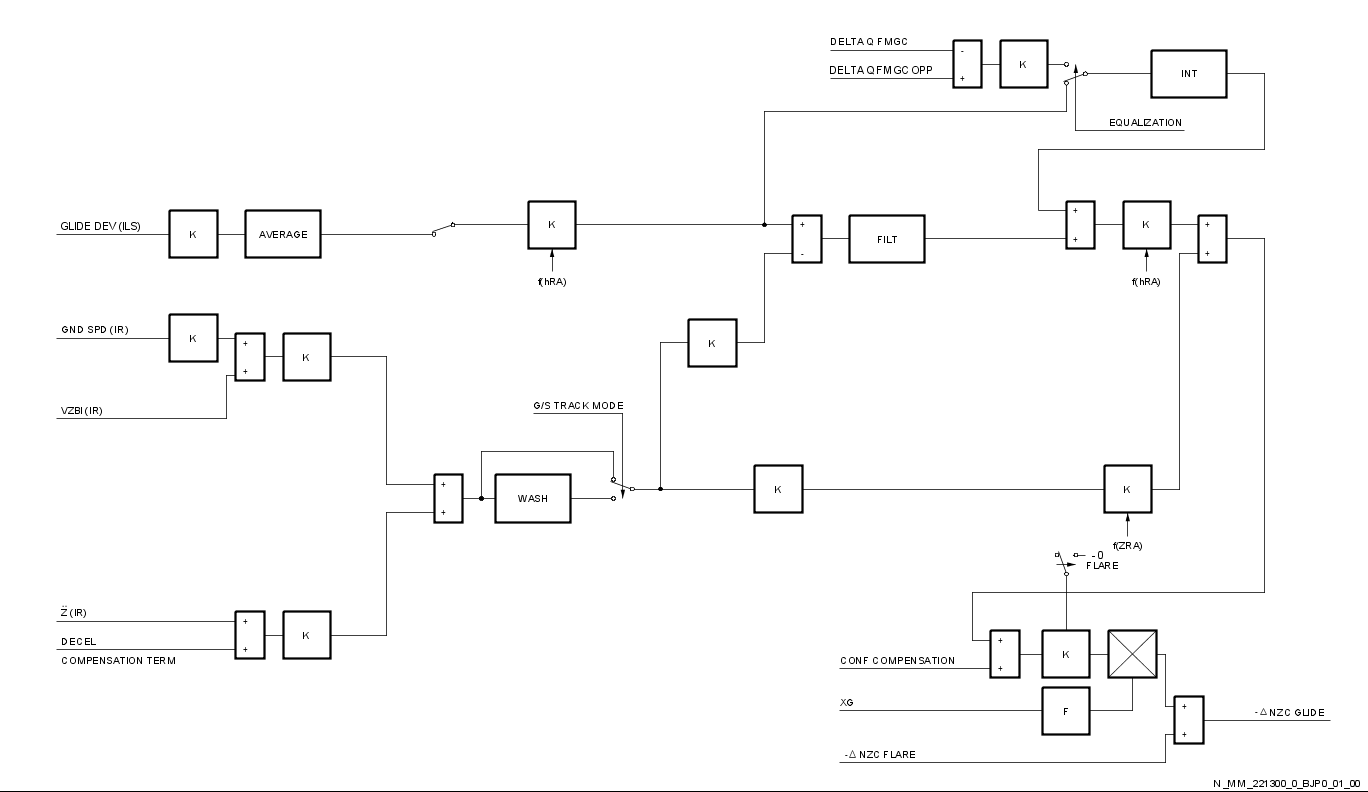 DELTA Q FMGC
-
K
DELTA Q FMGC OPP
+
INT
EQUALIZATION
GLIDE DEV (ILS)
K
AVERAGE
K
f(hRA)
+
-
FILT
+
+
K
f(hRA)
+
+
GND SPD (IR)
K
+
+
K
VZBI (IR)
K
G/S TRACK MODE
+
+
WASH
K
K
f(ZRA)
- 0
FLARE
Z̈ (IR)
+
K
DECEL
+
COMPENSATION TERM
+
CONF COMPENSATION
+
K
XG
F
+
-Δ NZC GLIDE
+
-Δ NZC FLARE
N_MM_221300_0_BJP0_01_00